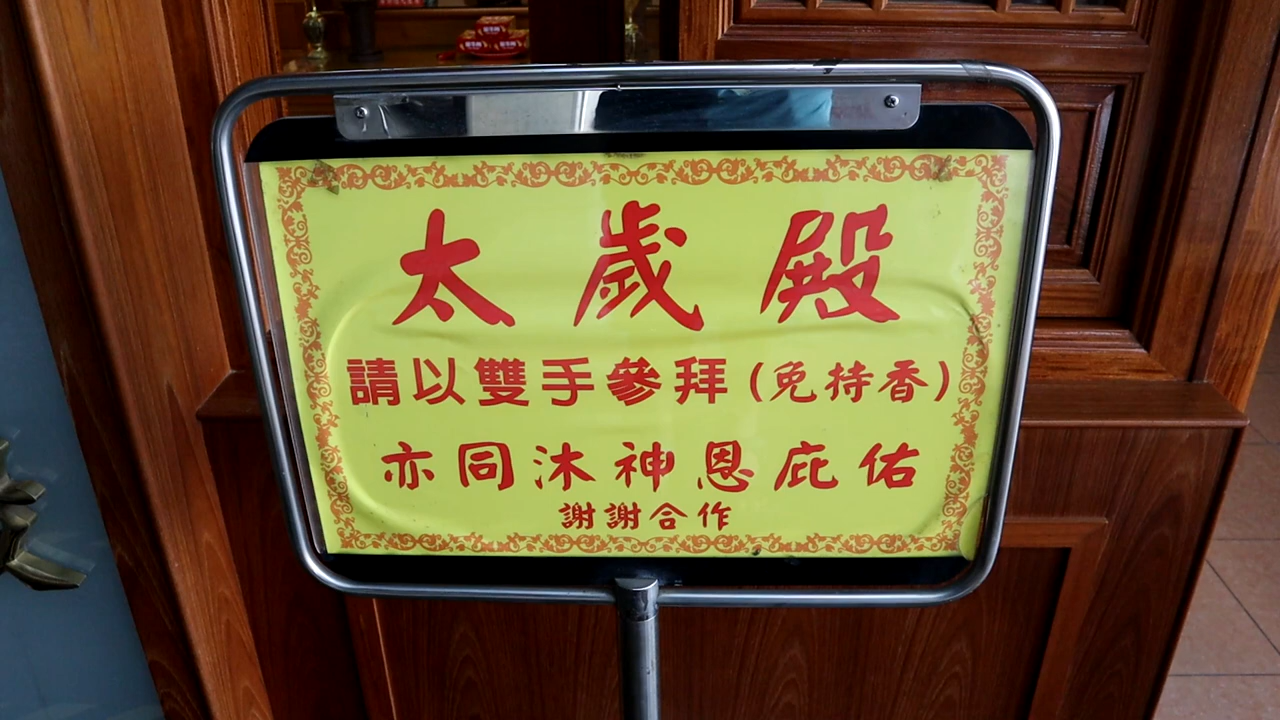 太歲殿
請以雙手參拜(免持香)
亦同沐神恩庇佑
謝謝合作